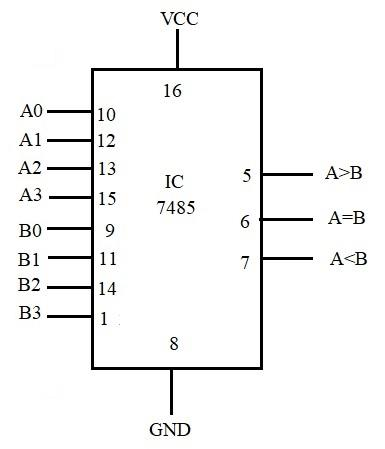 VCC
16
A0 10
A1 12
A2 13
A3 15
B0 9
B1 11
B2 14
B3 1
IC
7485
5 A>B
6 A=B
7 A<B
8
GND